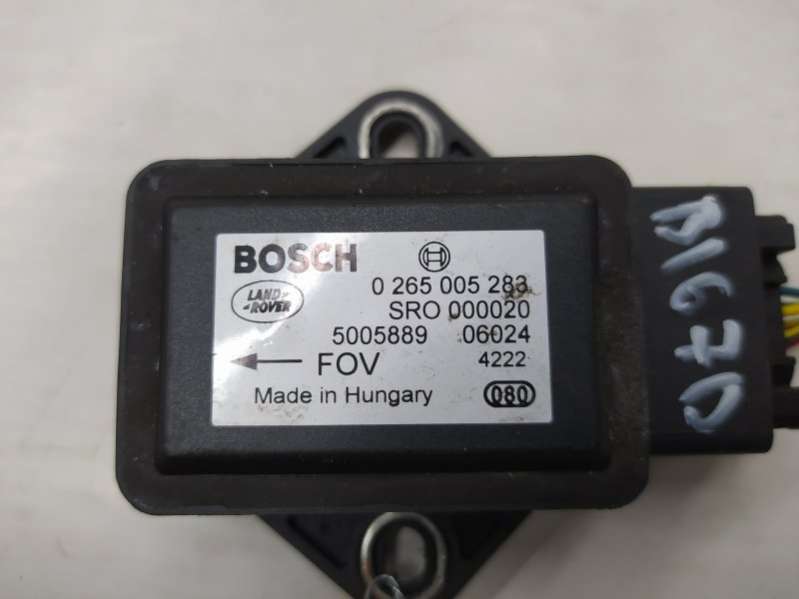 BOSCH
LAND-
-ROVER
0 265 005 283
SRO 000020
5005889 06024
FOV 4222
Made in Hungary 080